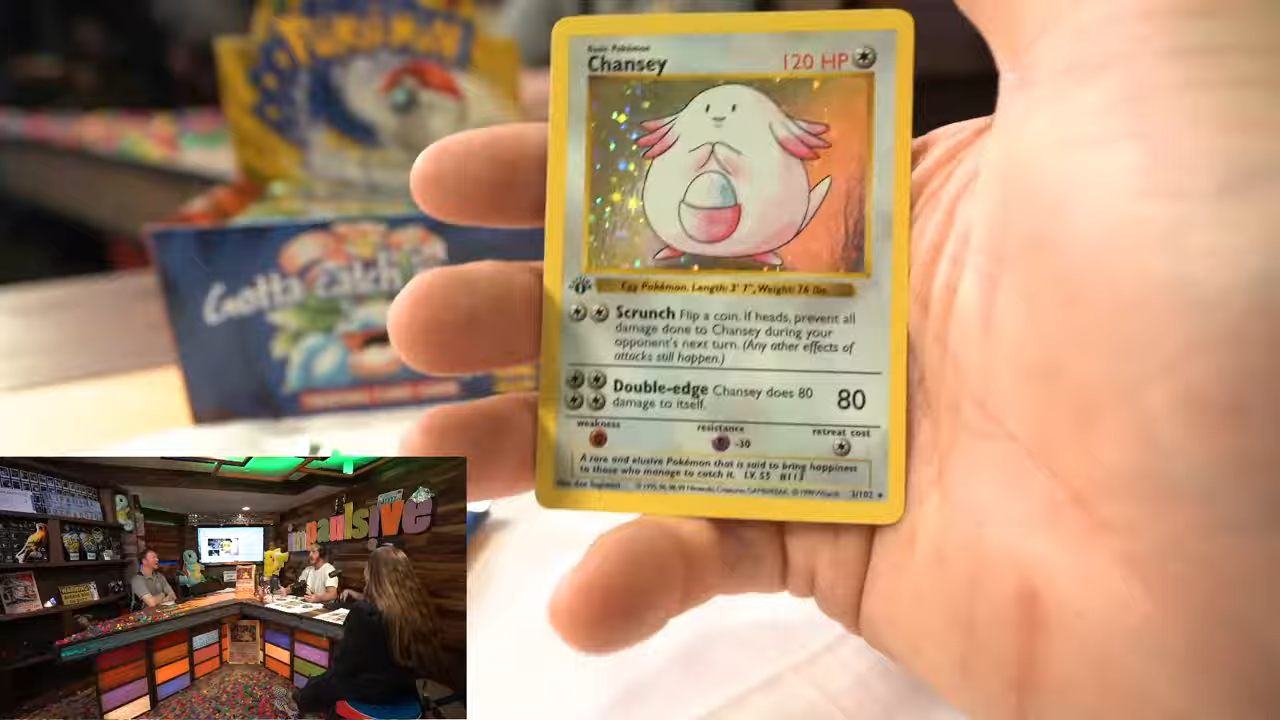 POKéMON
Gotta catch
Basic Pokémon
Chansey
120 HP
Egg Pokémon. Length: 3' 7", Weight: 76 lbs.
Scrunch Flip a coin. If heads, prevent all
damage done to Chansey during your
opponent's next turn. (Any other effects of
attacks still happen.)
Double-edge Chansey does 80
damage to itself.
80
weakness
resistance
retreat cost
-30
A rare and elusive Pokémon that is said to bring happiness
to those who manage to catch it. LV. 55 #113
3/102
impaulsive